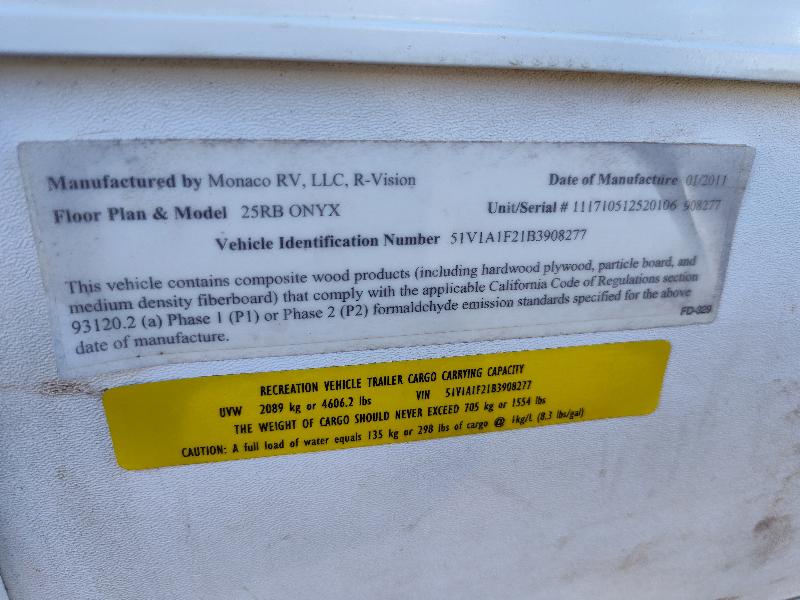 Manufactured by Monaco RV, LLC, R-Vision Date of Manufacture 01/2011
Floor Plan & Model 25RB ONYX Unit/Serial # 111710512520106 908277
Vehicle Identification Number 51V1A1F21B3908277
This vehicle contains composite wood products (including hardwood plywood, particle board, and
medium density fiberboard) that comply with the applicable California Code of Regulations section
93120.2 (a) Phase 1 (P1) or Phase 2 (P2) formaldehyde emission standards specified for the above
date of manufacture.
FD-329
RECREATION VEHICLE TRAILER CARGO CARRYING CAPACITY
UVW 2089 kg or 4606.2 lbs VIN 51V1A1F21B3908277
THE WEIGHT OF CARGO SHOULD NEVER EXCEED 705 kg or 1554 lbs
CAUTION: A full load of water equals 135 kg or 298 lbs of cargo @ 1kg/L (8.3 lbs/gal)